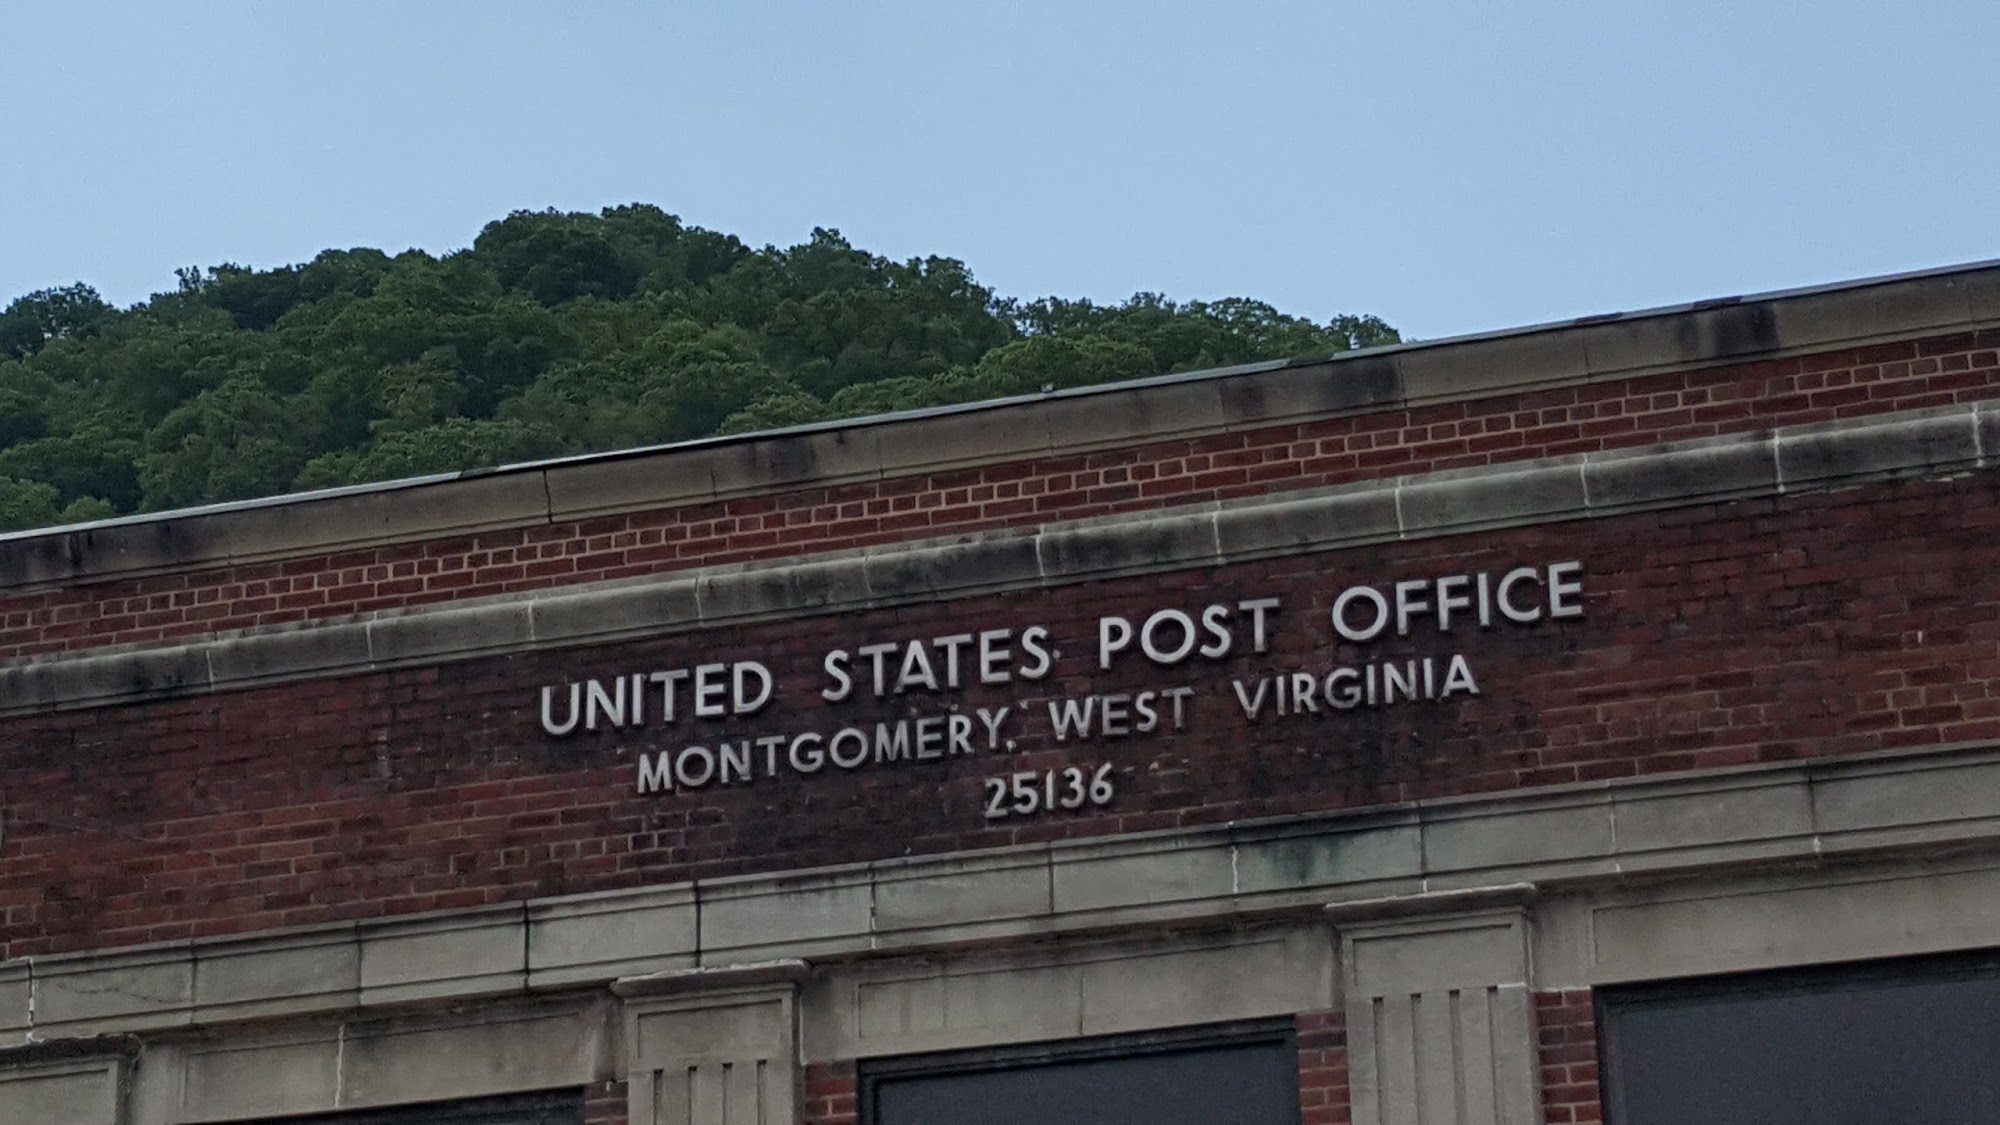 UNITED STATES POST OFFICE
MONTGOMERY, WEST VIRGINIA
25136